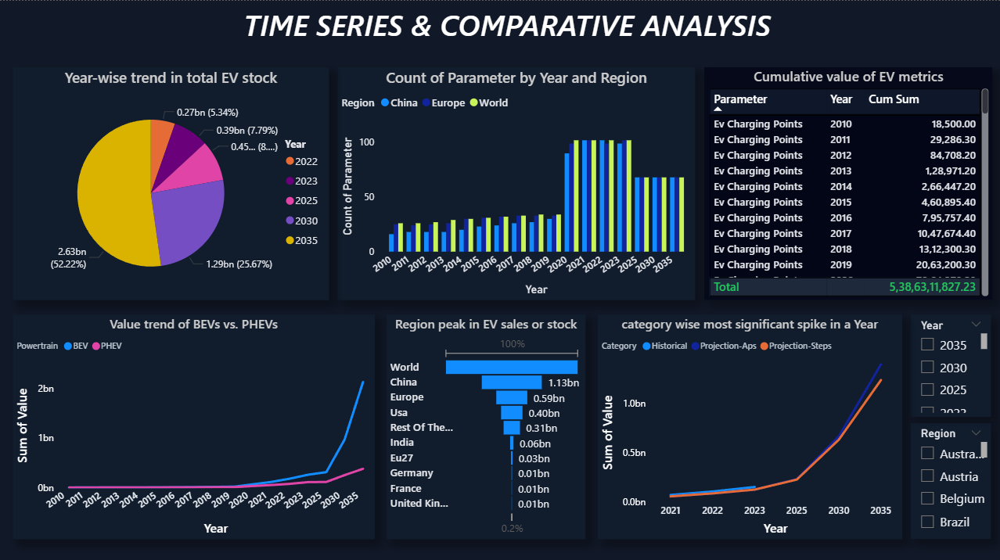 TIME SERIES & COMPARATIVE ANALYSIS
Year-wise trend in total EV stock
0.27bn (5.34%)
0.39bn (7.79%)
0.45... (8....)
1.29bn (25.67%)
2.63bn
(52.22%)
Year
2022
2023
2025
2030
2035
Count of Parameter by Year and Region
Region China Europe World
Count of Parameter
100
50
0
2010 2011 2012 2013 2014 2015 2016 2017 2018 2019 2020 2021 2022 2023 2025 2030 2035
Year
Cumulative value of EV metrics
Parameter Year Cum Sum
Ev Charging Points 2010 18,500.00
Ev Charging Points 2011 29,286.30
Ev Charging Points 2012 84,708.20
Ev Charging Points 2013 1,28,971.20
Ev Charging Points 2014 2,66,447.20
Ev Charging Points 2015 4,60,895.40
Ev Charging Points 2016 7,95,757.40
Ev Charging Points 2017 10,47,674.40
Ev Charging Points 2018 13,12,300.30
Ev Charging Points 2019 20,63,200.30
Total 5,38,63,11,827.23
Value trend of BEVs vs. PHEVs
Powertrain BEV PHEV
Sum of Value
2bn
1bn
0bn
2010 2011 2012 2013 2014 2015 2016 2017 2018 2019 2020 2021 2022 2023 2025 2030 2035
Year
Region peak in EV sales or stock
100%
World
China 1.13bn
Europe 0.59bn
Usa 0.40bn
Rest Of The... 0.31bn
India 0.06bn
Eu27 0.03bn
Germany 0.01bn
France 0.01bn
United Kin... 0.01bn
0.2%
category wise most significant spike in a Year
Category Historical Projection-Aps Projection-Steps
Sum of Value
1.0bn
0.5bn
0.0bn
2021 2022 2023 2025 2030 2035
Year
Year
2035
2030
2025
Region
Austra...
Austria
Belgium
Brazil